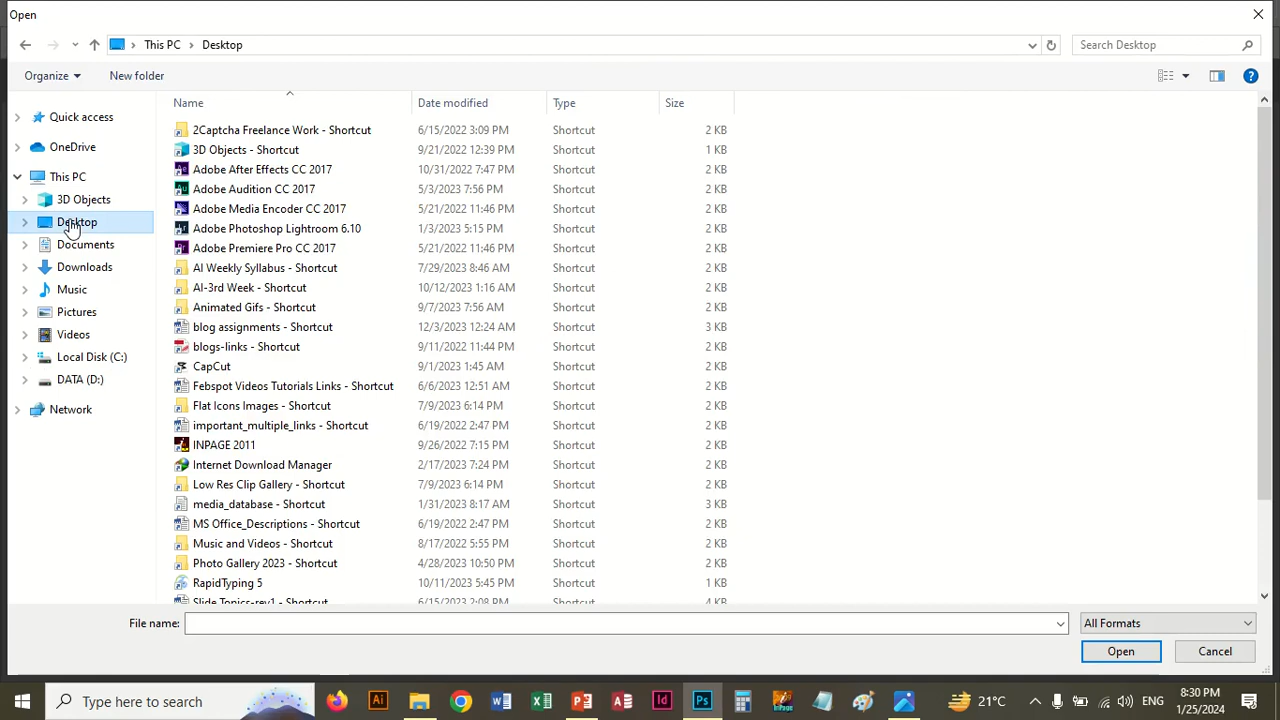 Open
This PC
Desktop
Search Desktop
Organize
New folder
Name
Date modified
Type
Size
Quick access
OneDrive
This PC
3D Objects
Desktop
Documents
Downloads
Music
Pictures
Videos
Local Disk (C:)
DATA (D:)
Network
2Captcha Freelance Work - Shortcut 6/15/2022 3:09 PM Shortcut 2 KB
3D Objects - Shortcut 9/21/2022 12:39 PM Shortcut 1 KB
Adobe After Effects CC 2017 10/31/2022 7:47 PM Shortcut 2 KB
Adobe Audition CC 2017 5/3/2023 7:56 PM Shortcut 2 KB
Adobe Media Encoder CC 2017 5/21/2022 11:46 PM Shortcut 2 KB
Adobe Photoshop Lightroom 6.10 1/3/2023 5:15 PM Shortcut 2 KB
Adobe Premiere Pro CC 2017 5/21/2022 11:46 PM Shortcut 2 KB
AI Weekly Syllabus - Shortcut 7/29/2023 8:46 AM Shortcut 2 KB
AI-3rd Week - Shortcut 10/12/2023 1:16 AM Shortcut 2 KB
Animated Gifs - Shortcut 9/7/2023 7:56 AM Shortcut 2 KB
blog assignments - Shortcut 12/3/2023 12:24 AM Shortcut 3 KB
blogs-links - Shortcut 9/11/2022 11:44 PM Shortcut 2 KB
CapCut 9/1/2023 1:45 AM Shortcut 2 KB
Febspot Videos Tutorials Links - Shortcut 6/6/2023 12:51 AM Shortcut 2 KB
Flat Icons Images - Shortcut 7/9/2023 6:14 PM Shortcut 2 KB
important_multiple_links - Shortcut 6/19/2022 2:47 PM Shortcut 2 KB
INPAGE 2011 9/26/2022 7:15 PM Shortcut 2 KB
Internet Download Manager 2/17/2023 7:24 PM Shortcut 2 KB
Low Res Clip Gallery - Shortcut 7/9/2023 6:14 PM Shortcut 2 KB
media_database - Shortcut 1/31/2023 8:17 AM Shortcut 3 KB
MS Office_Descriptions - Shortcut 6/19/2022 2:47 PM Shortcut 2 KB
Music and Videos - Shortcut 8/17/2022 5:55 PM Shortcut 2 KB
Photo Gallery 2023 - Shortcut 4/28/2023 10:50 PM Shortcut 2 KB
RapidTyping 5 10/11/2023 5:45 PM Shortcut 1 KB
Slide Topics-rev1 - Shortcut 6/15/2023 2:08 PM Shortcut 4 KB
File name:
All Formats
Open
Cancel
Type here to search
21°C
ENG
8:30 PM
1/25/2024